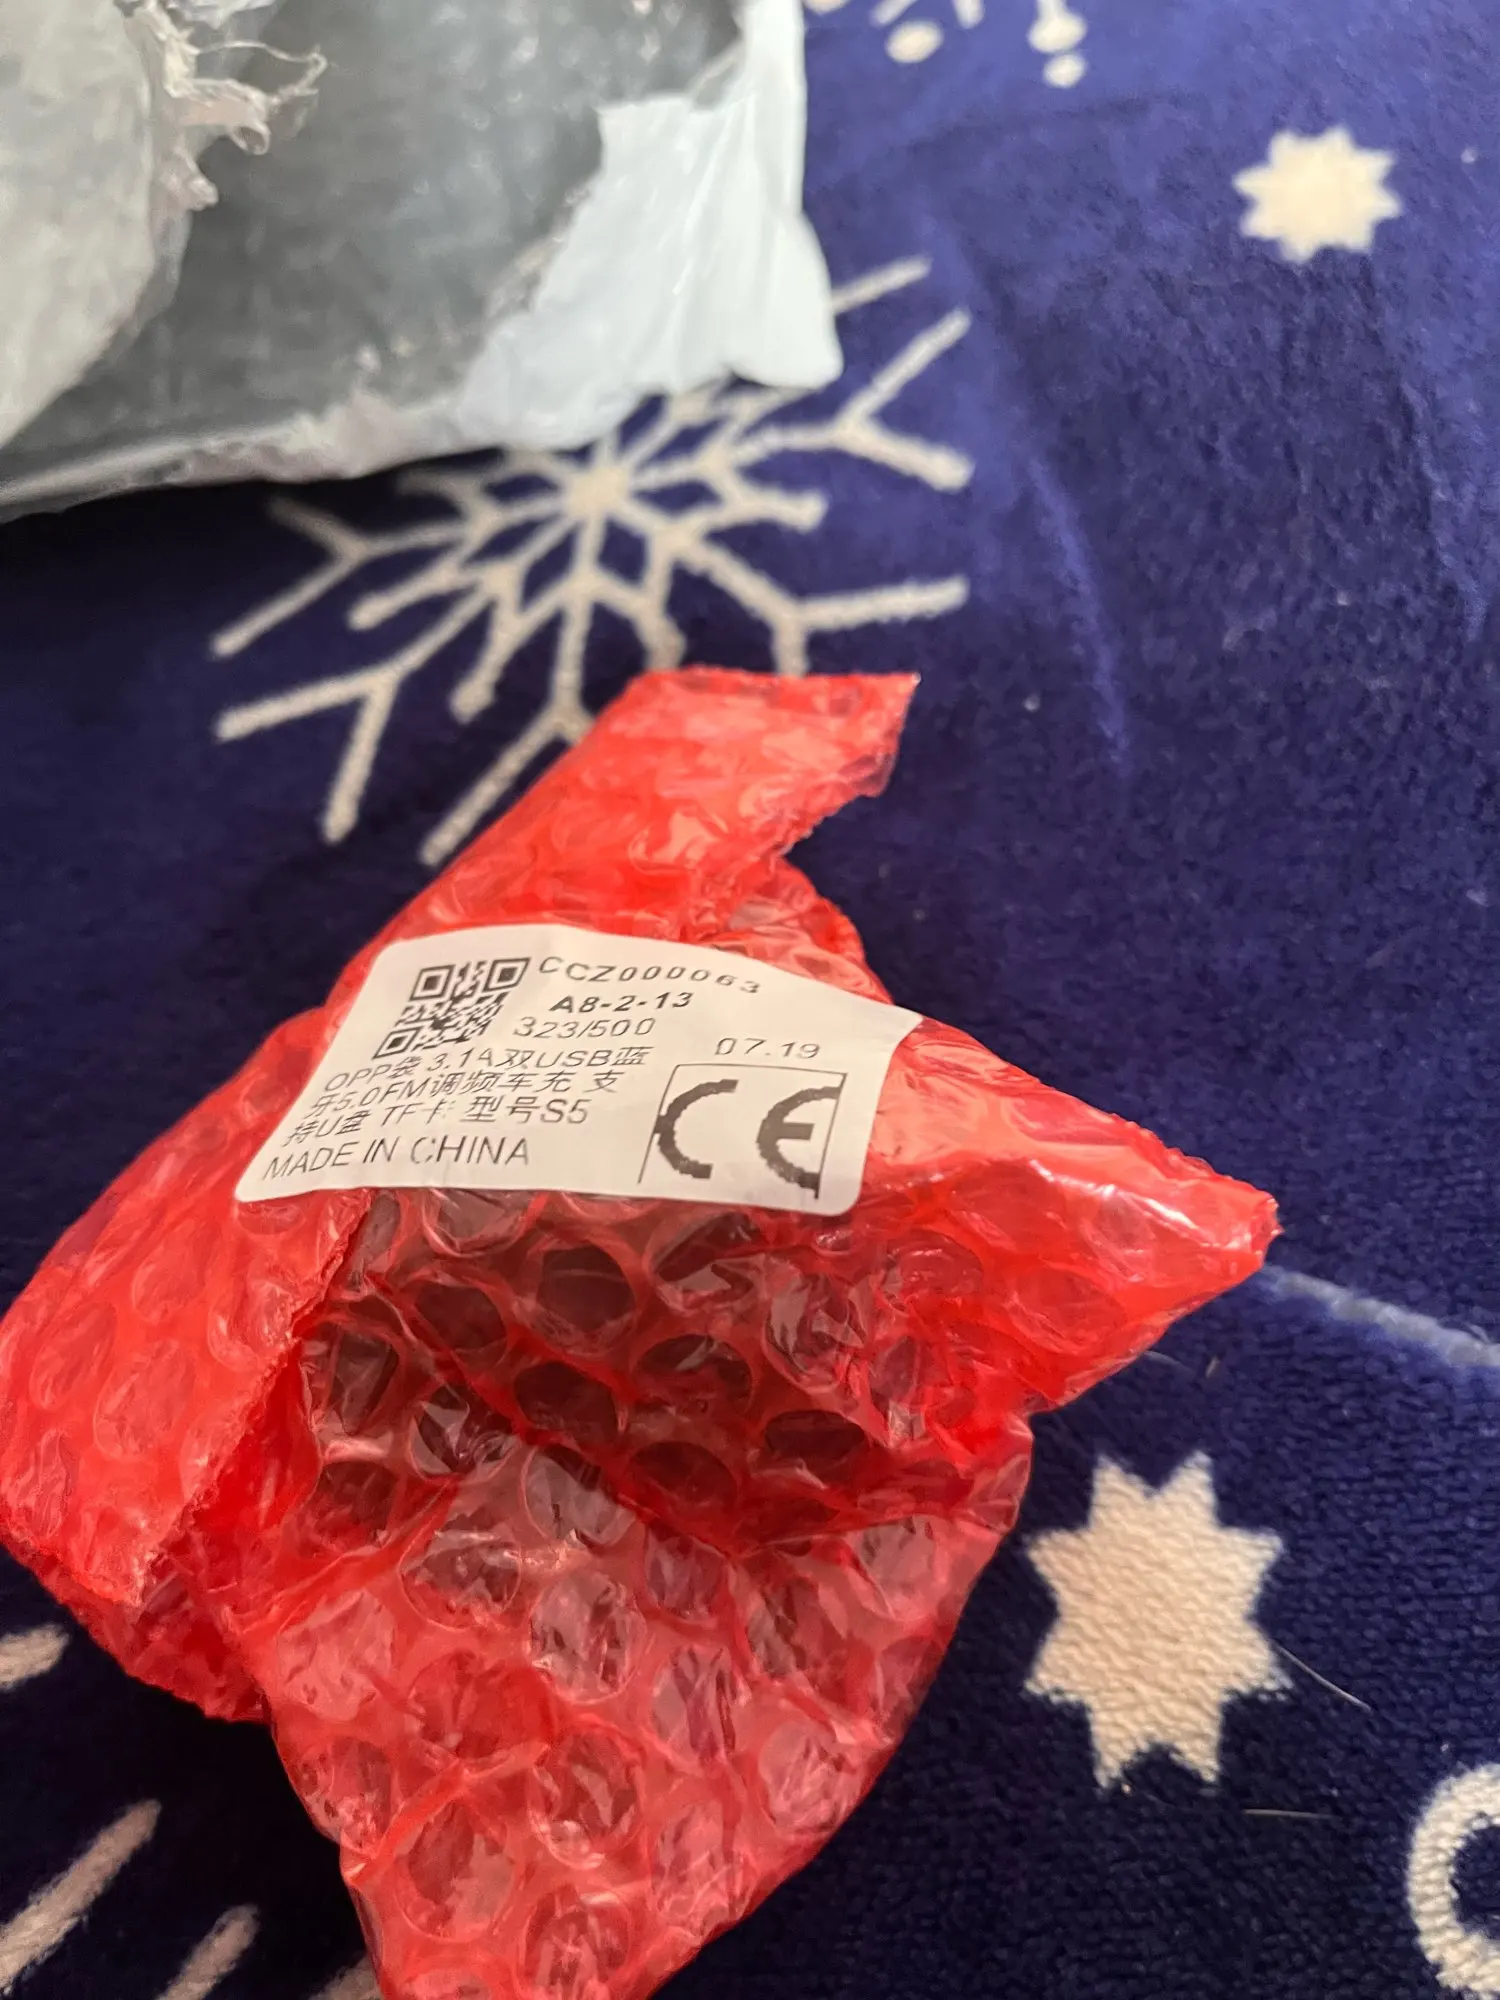 CCZ000063
A8-2-13
323/500
07.19
OPP袋 3.1A双USB蓝
牙5.0FM调频车充 支
持U盘 TF卡 型号S5
MADE IN CHINA
CE